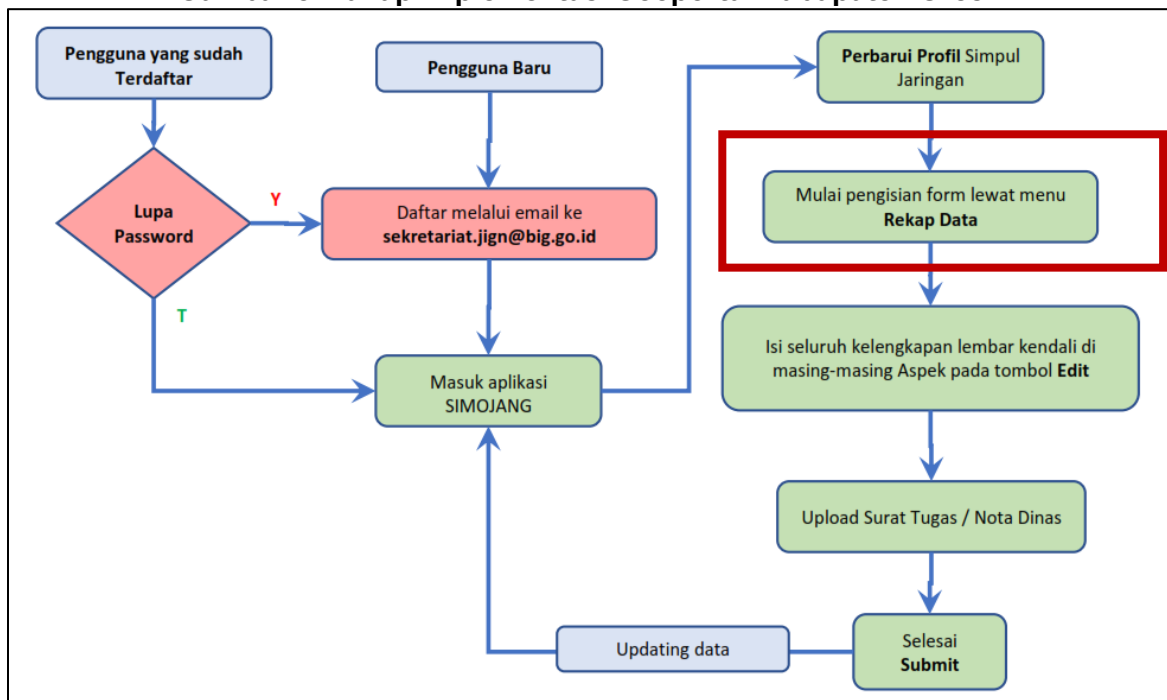 Pengguna yang sudah
Terdaftar
Pengguna Baru
Perbarui Profil Simpul
Jaringan
Lupa
Password
Y
T
Daftar melalui email ke
sekretariat.jign@big.go.id
Mulai pengisian form lewat menu
Rekap Data
Masuk aplikasi
SIMOJANG
Isi seluruh kelengkapan lembar kendali di
masing-masing Aspek pada tombol Edit
Upload Surat Tugas / Nota Dinas
Updating data
Selesai
Submit